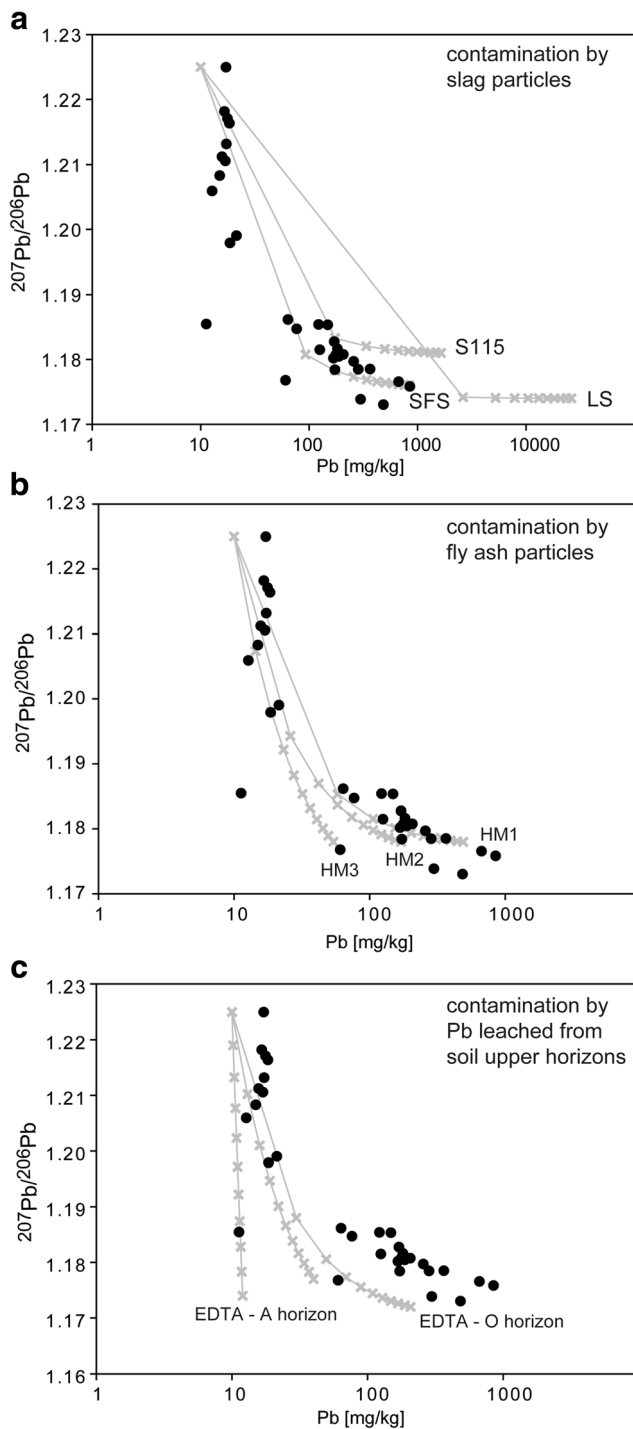 a
1.23
contamination by
slag particles
1.22
1.21
1.20
1.19
1.18
1.17
207Pb/206Pb
S115
SFS
LS
1
10
100
1000
10000
Pb [mg/kg]
b
1.23
contamination by
fly ash particles
1.22
1.21
1.20
1.19
1.18
1.17
207Pb/206Pb
HM3
HM2
HM1
1
10
100
1000
Pb [mg/kg]
c
1.23
contamination by
Pb leached from
soil upper horizons
1.22
1.21
1.20
1.19
1.18
1.17
1.16
207Pb/206Pb
EDTA - A horizon
EDTA - O horizon
1
10
100
1000
Pb [mg/kg]